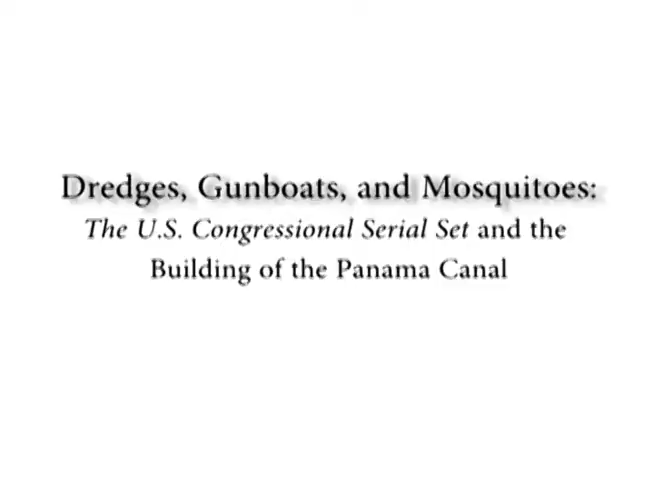 Dredges, Gunboats, and Mosquitoes:
The U.S. Congressional Serial Set and the
Building of the Panama Canal